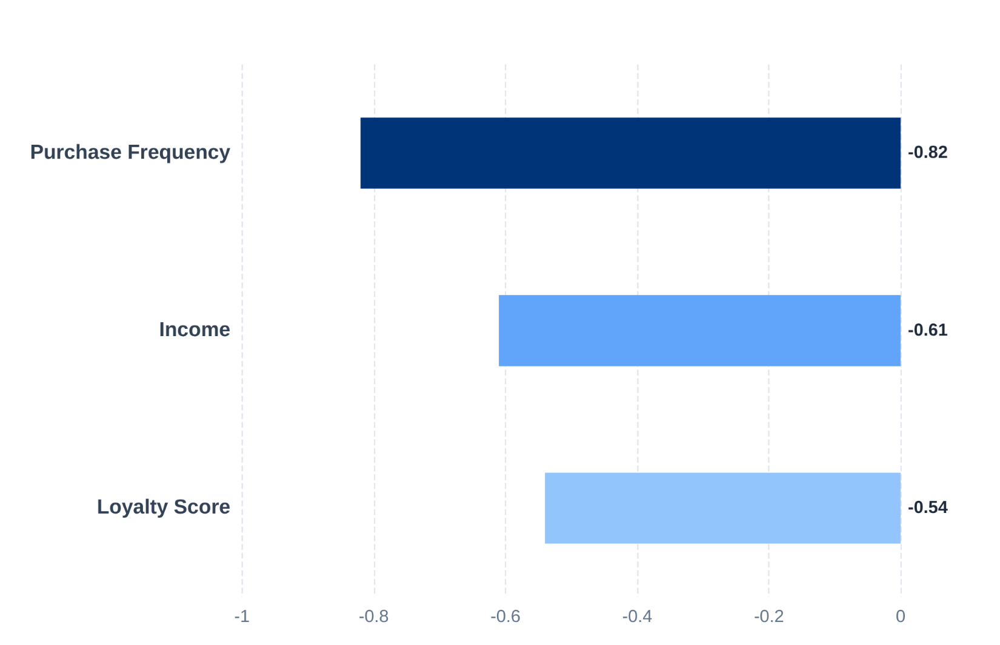 Purchase Frequency
-0.82
Income
-0.61
Loyalty Score
-0.54
-1 -0.8 -0.6 -0.4 -0.2 0